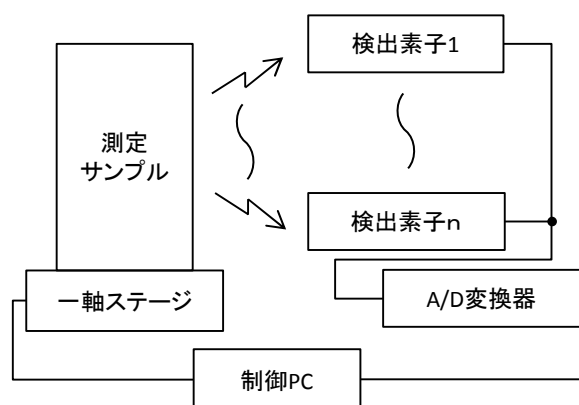 検出素子1
測定
サンプル
検出素子n
一軸ステージ
A/D変換器
制御PC